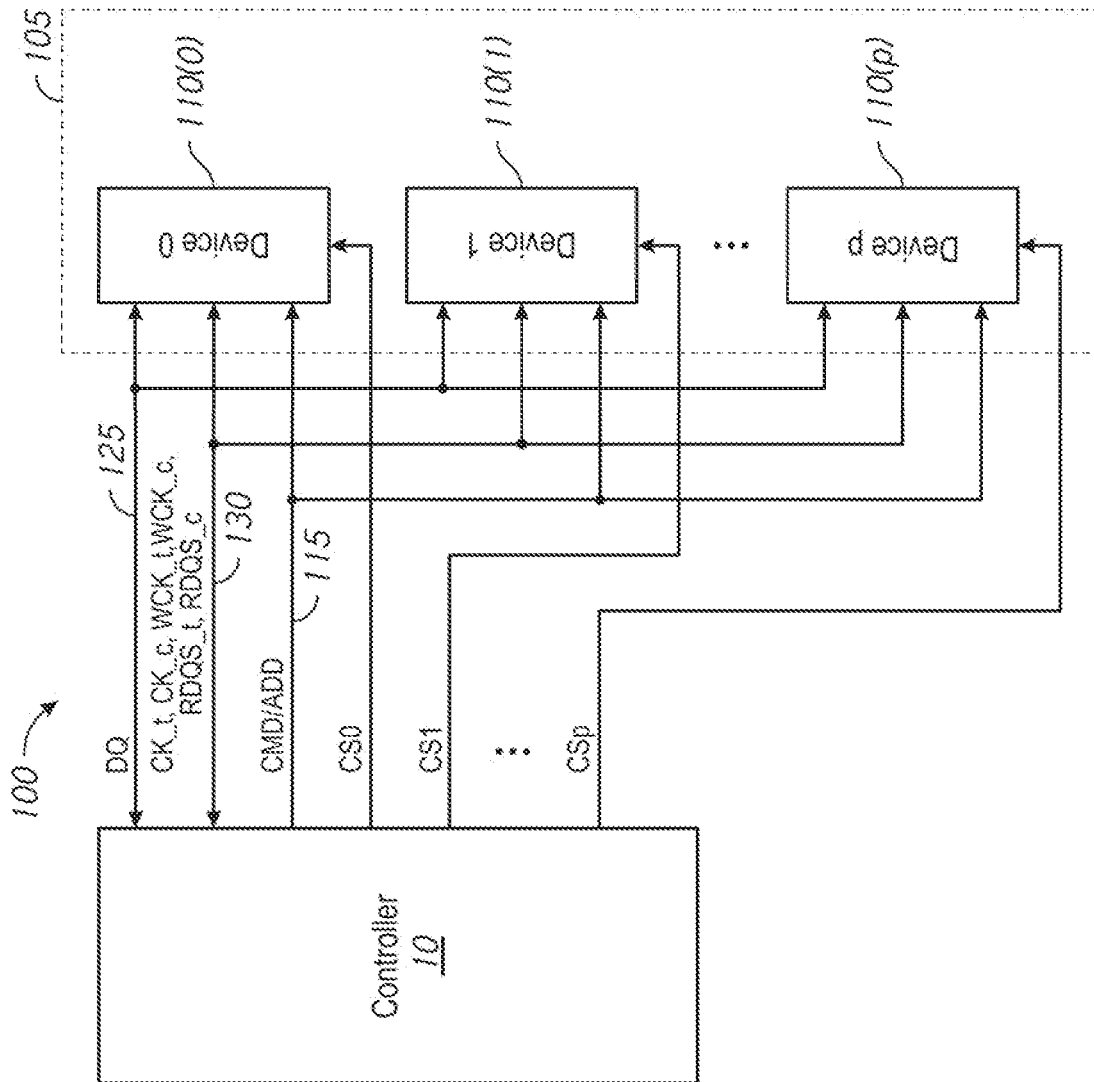 100
105
Controller
10
DQ
125
CK_t, CK_c, WCK_t,WCK_c,
RDQS_t, RDQS_c
130
CMD/ADD
115
CS0
CS1
...
CSp
Device 0
110(0)
Device 1
110(1)
...
Device p
110(p)